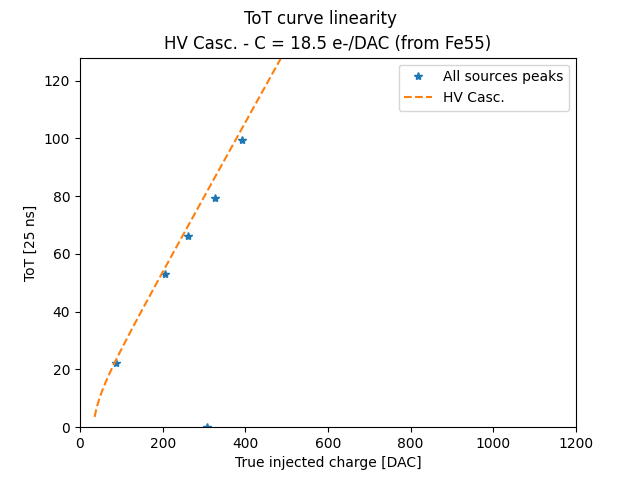 ToT curve linearity
HV Casc. - C = 18.5 e-/DAC (from Fe55)
All sources peaks
HV Casc.
ToT [25 ns]
120
100
80
60
40
20
0
0 200 400 600 800 1000 1200
True injected charge [DAC]